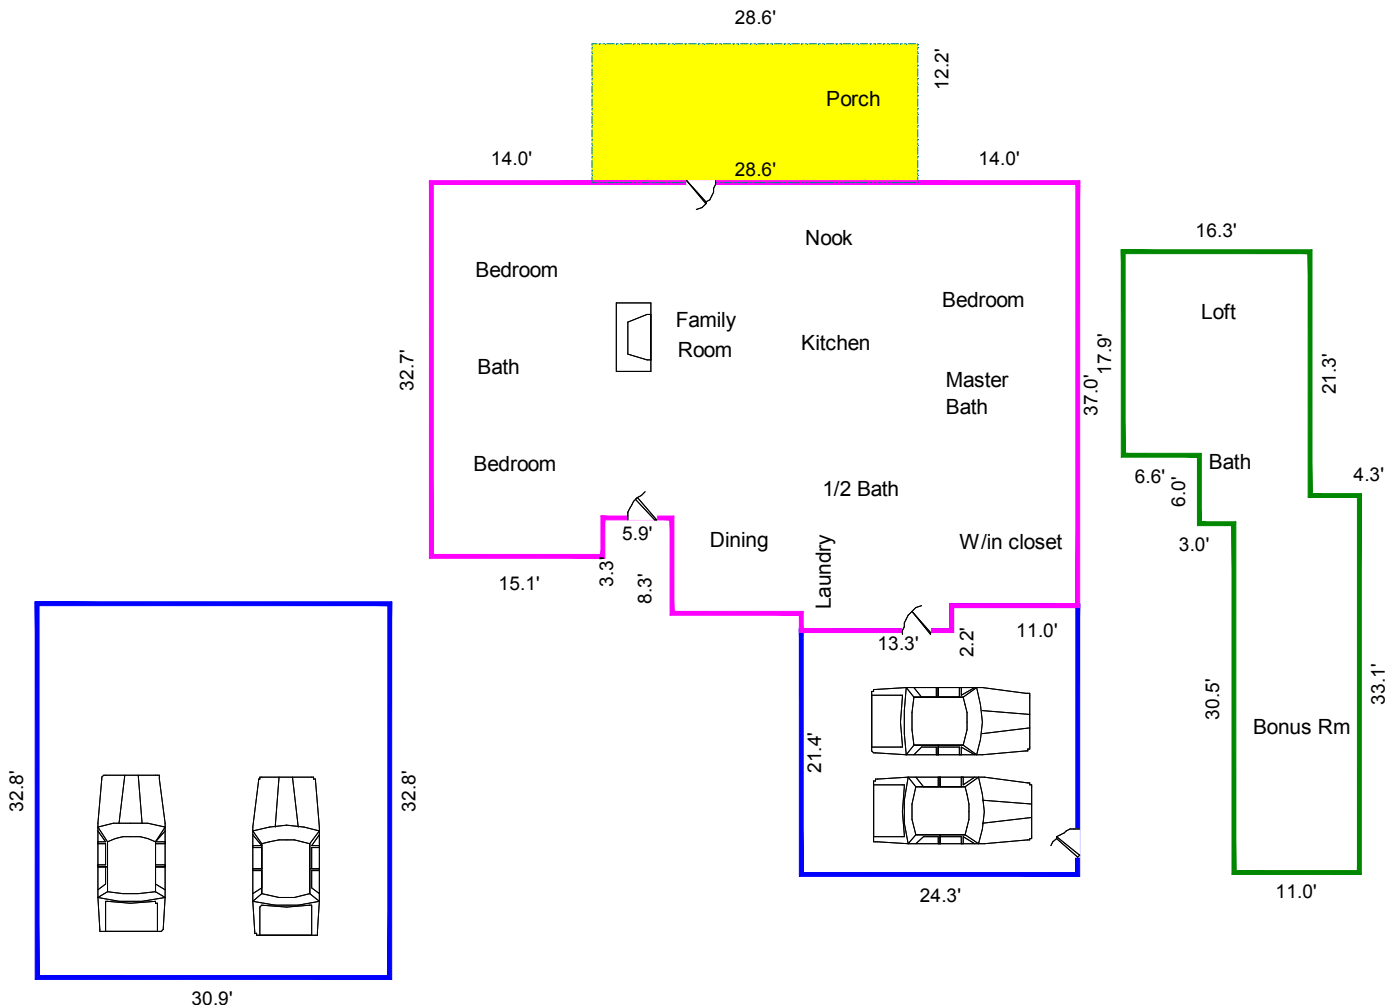 28.6'
12.2'
Porch
14.0'
28.6'
14.0'
Nook
Bedroom
Bedroom
Family
Room
Kitchen
Bath
Master
Bath
32.7'
37.0'
Bedroom
1/2 Bath
5.9'
Dining
Laundry
W/in closet
15.1'
3.3'
8.3'
13.3'
2.2'
11.0'
21.4'
24.3'
16.3'
Loft
17.9'
21.3'
6.6'
6.0'
Bath
4.3'
3.0'
30.5'
Bonus Rm
33.1'
11.0'
32.8'
32.8'
30.9'